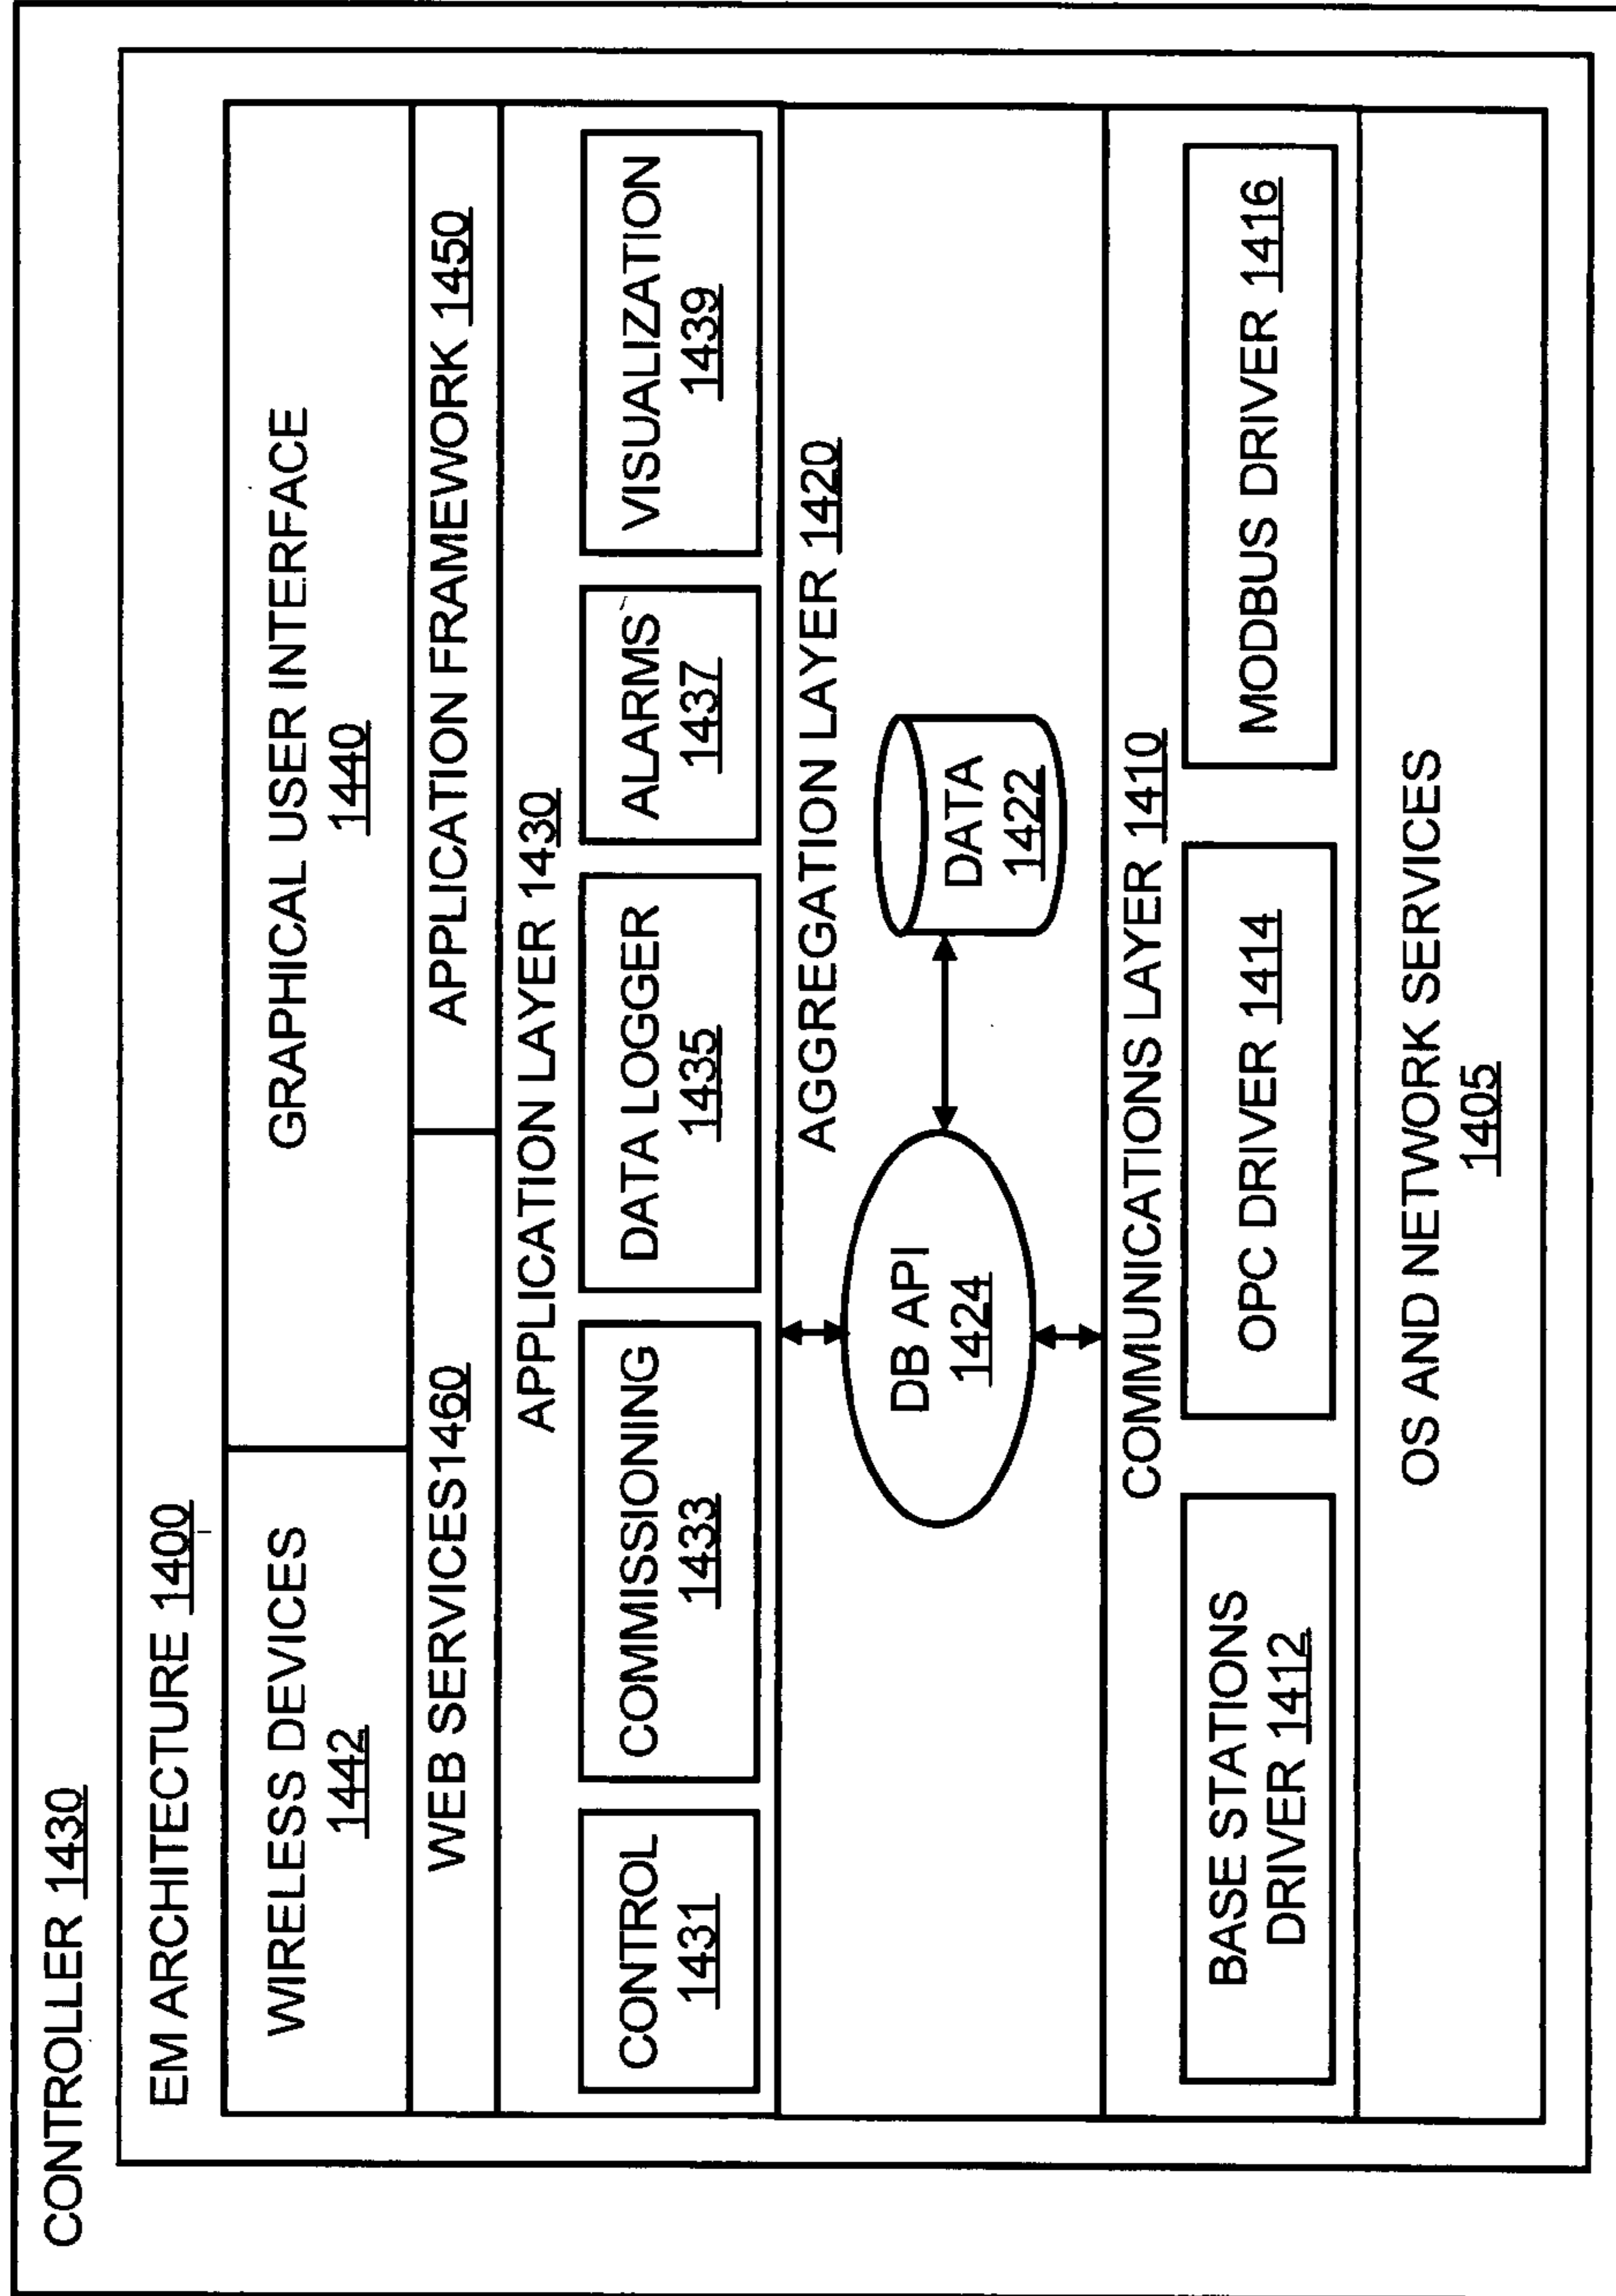 CONTROLLER 1430
EM ARCHITECTURE 1400
WIRELESS DEVICES
1442
GRAPHICAL USER INTERFACE
1440
WEB SERVICES1460
APPLICATION FRAMEWORK 1450
APPLICATION LAYER 1430
CONTROL
1431
COMMISSIONING
1433
DATA LOGGER
1435
ALARMS
1437
VISUALIZATION
1439
AGGREGATION LAYER 1420
DB API
1424
DATA
1422
COMMUNICATIONS LAYER 1410
BASE STATIONS
DRIVER 1412
OPC DRIVER 1414
MODBUS DRIVER 1416
OS AND NETWORK SERVICES
1405